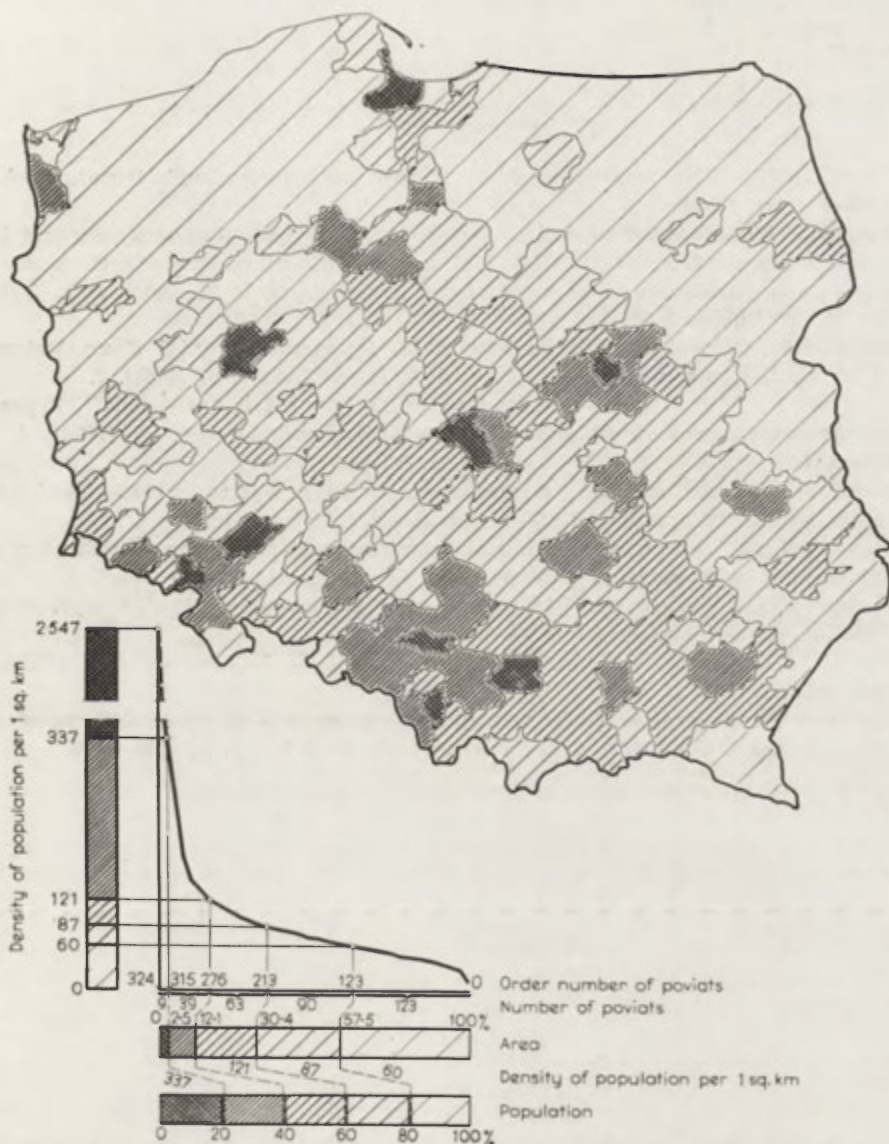 2547
337
121
87
60
0
Density of population per 1 sq. km
324 315 276 213 123 0 Order number of poviats
9 39 63 90 123 Number of poviats
0 2·5 12·1 30·4 57·5 100%
Area
337 121 87 60 Density of population per 1 sq. km
Population
0 20 40 60 80 100%